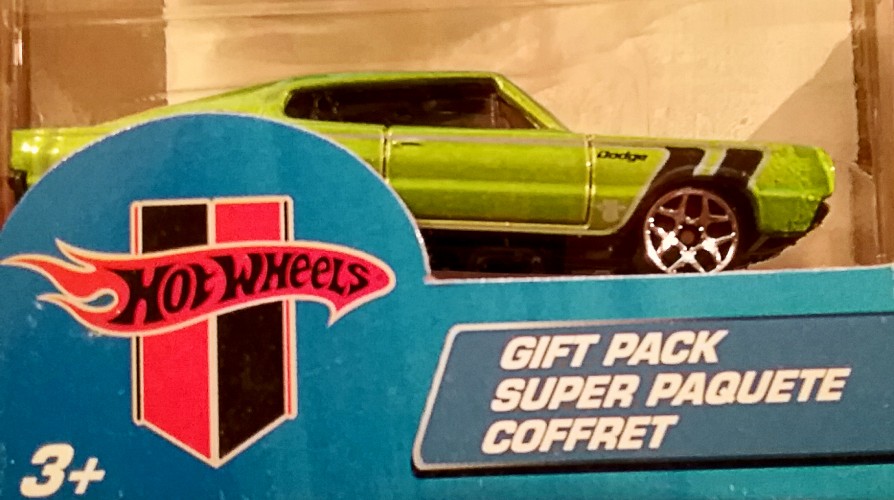 Dodge
HOT WHEELS
GIFT PACK
SUPER PAQUETE
COFFRET
3+